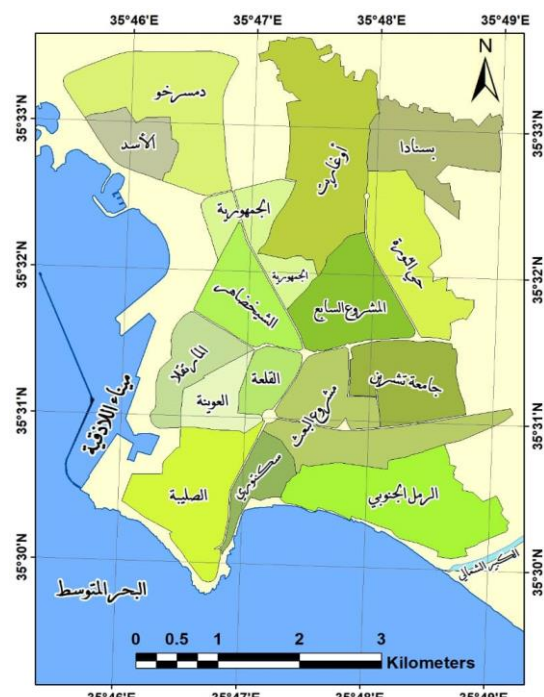 35°46'E 35°47'E 35°48'E 35°49'E
N
35°33'N
35°33'N
دمسرخو
الأسد
أوغاريت
بسنادا
الجمهورية
35°32'N
35°32'N
حي الثورة
الجمهورية
الشيخضاهر
المشروع السابع
المارتقلا
القلعة
جامعة تشرين
العوينة
مشروع البعث
35°31'N
35°31'N
ميناء اللاذقية
سكنتوري
الصليبة
الرمل الجنوبي
35°30'N
35°30'N
الكبير الشمالي
البحر المتوسط
0 0.5 1 2 3
Kilometers
35°46'E 35°47'E 35°48'E 35°49'E